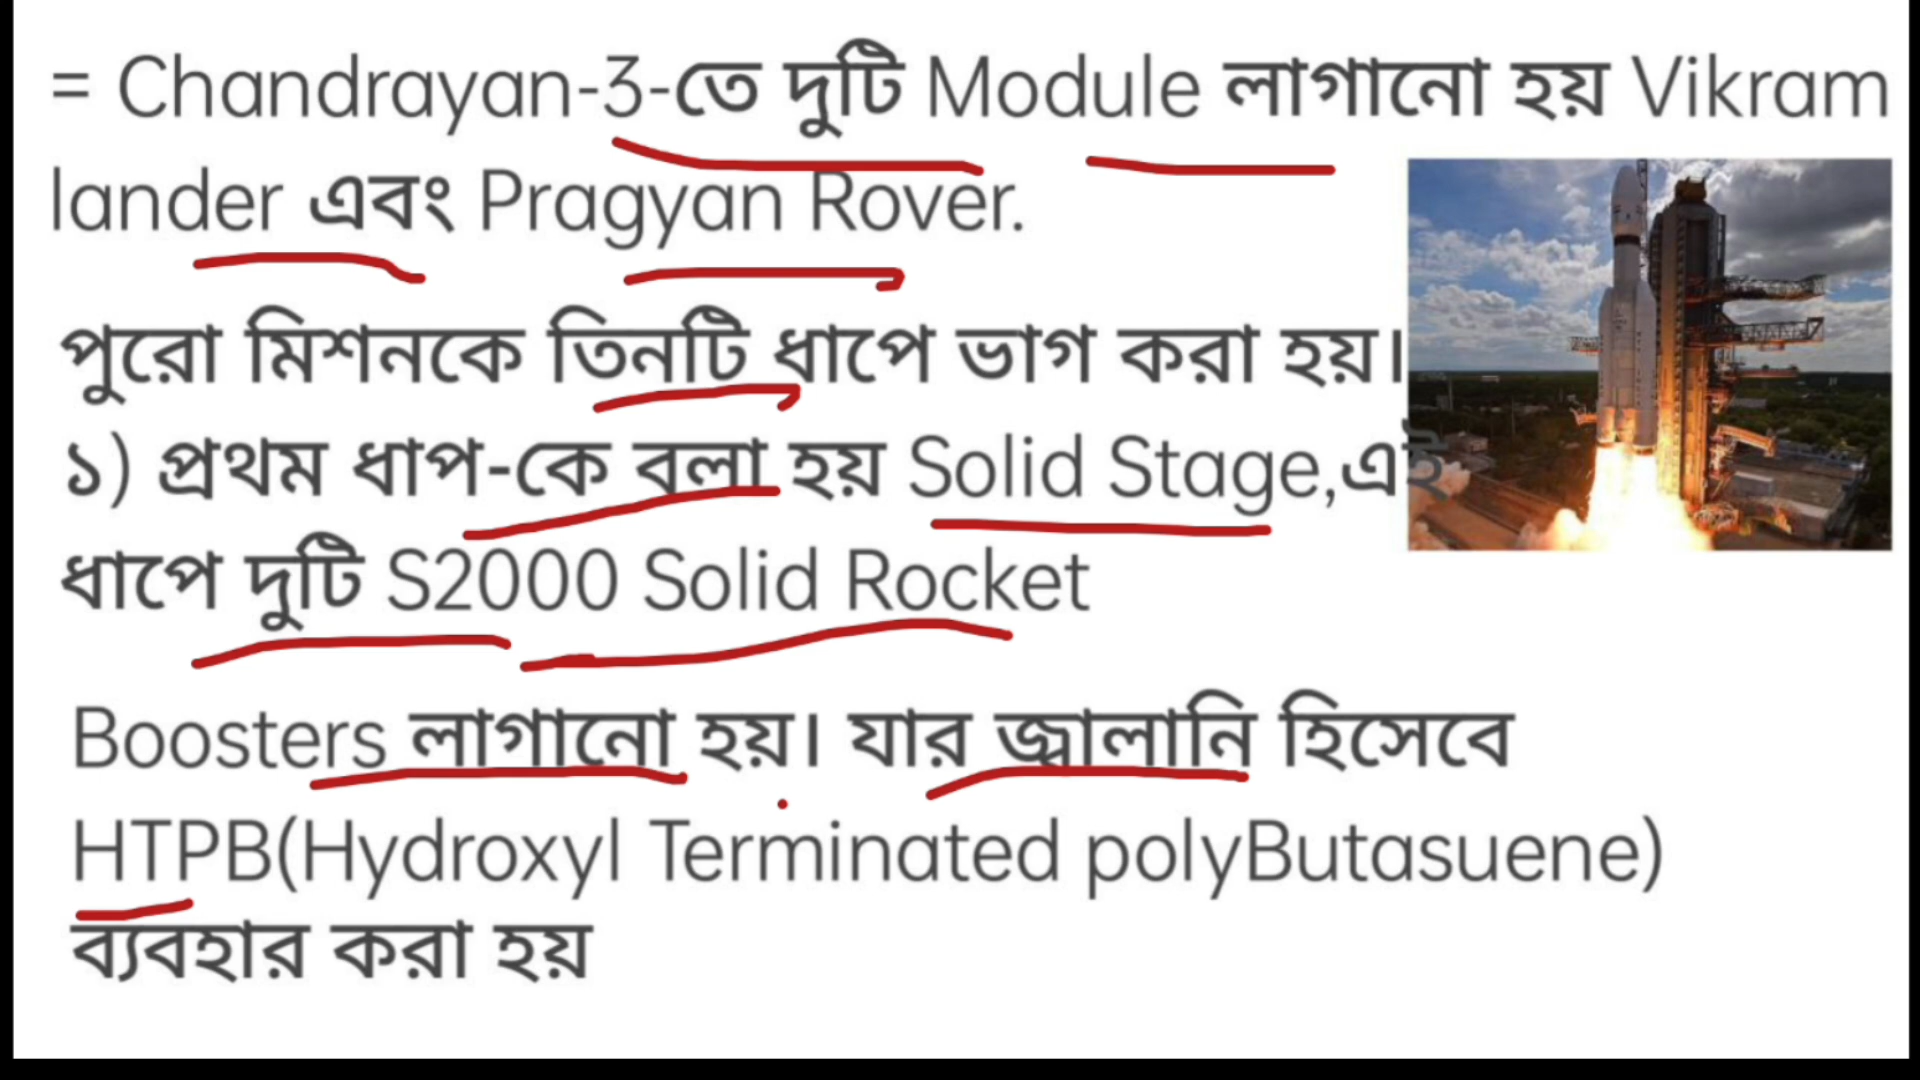 = Chandrayan-3-তে দুটি Module লাগানো হয় Vikram
lander এবং Pragyan Rover.
পুরো মিশনকে তিনটি ধাপে ভাগ করা হয়।
১) প্রথম ধাপ-কে বলা হয় Solid Stage,এই
ধাপে দুটি S2000 Solid Rocket
Boosters লাগানো হয়। যার জ্বালানি হিসেবে
HTPB(Hydroxyl Terminated polyButasuene)
ব্যবহার করা হয়